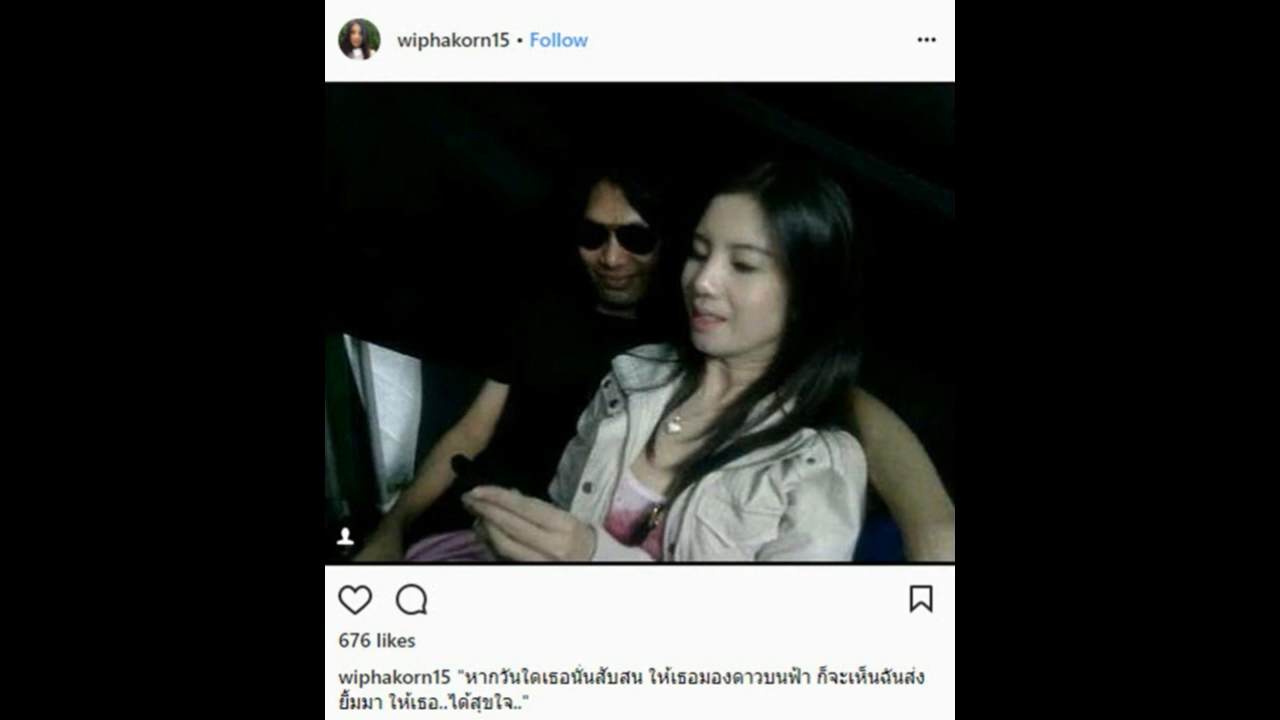 wiphakorn15 • Follow
676 likes
wiphakorn15 "หากวันใดเธอนั่นสับสน ให้เธอมองดาวบนฟ้า ก็จะเห็นฉันส่ง
ยิ้มมา ให้เธอ..ได้สุขใจ.."